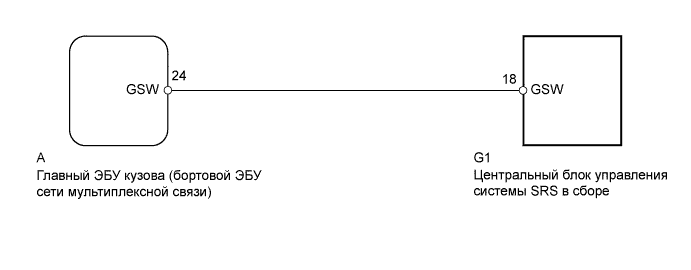 24
18
GSW
GSW
A
Главный ЭБУ кузова (бортовой ЭБУ
сети мультиплексной связи)
G1
Центральный блок управления
системы SRS в сборе